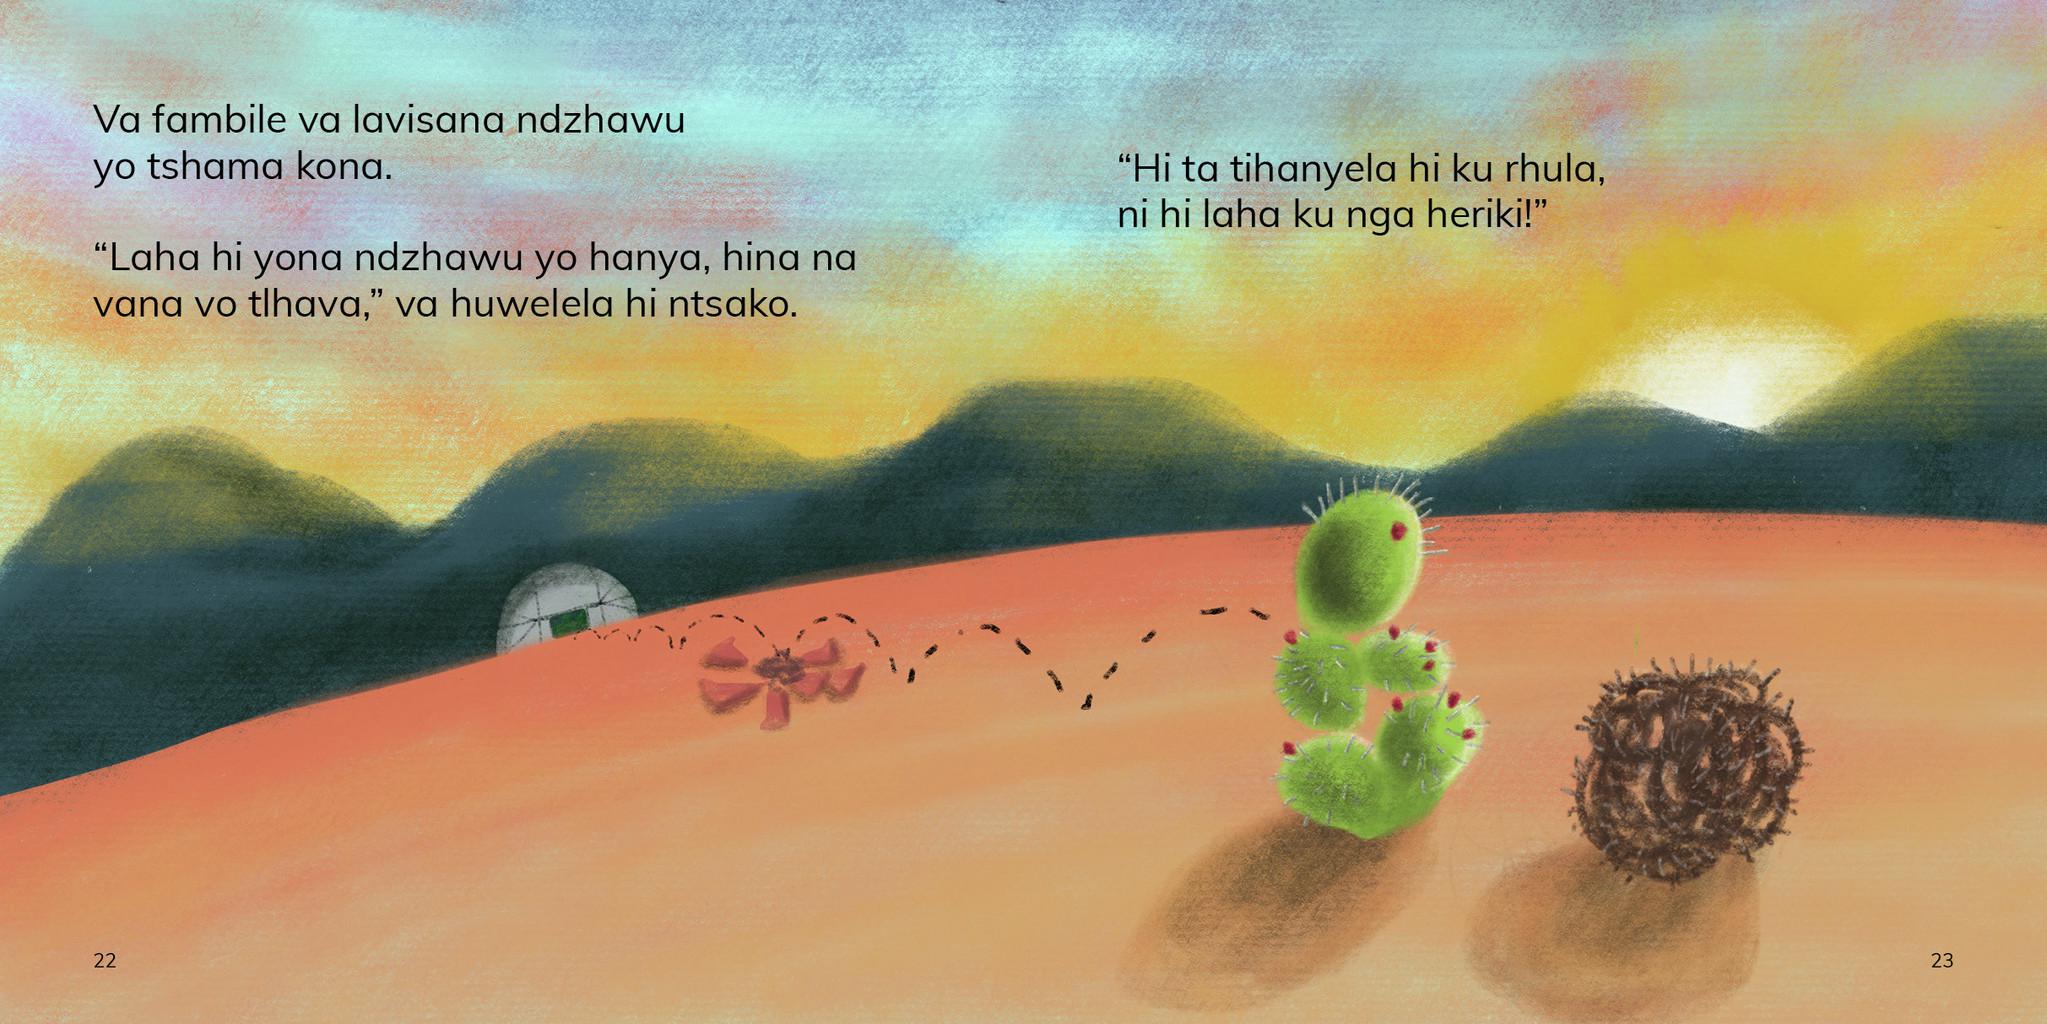 Va fambile va lavisana ndzhawu
yo tshama kona.
“Laha hi yona ndzhawu yo hanya, hina na
vana vo tlhava,” va huwelela hi ntsako.
“Hi ta tihanyela hi ku rhula,
ni hi laha ku nga heriki!”
22
23